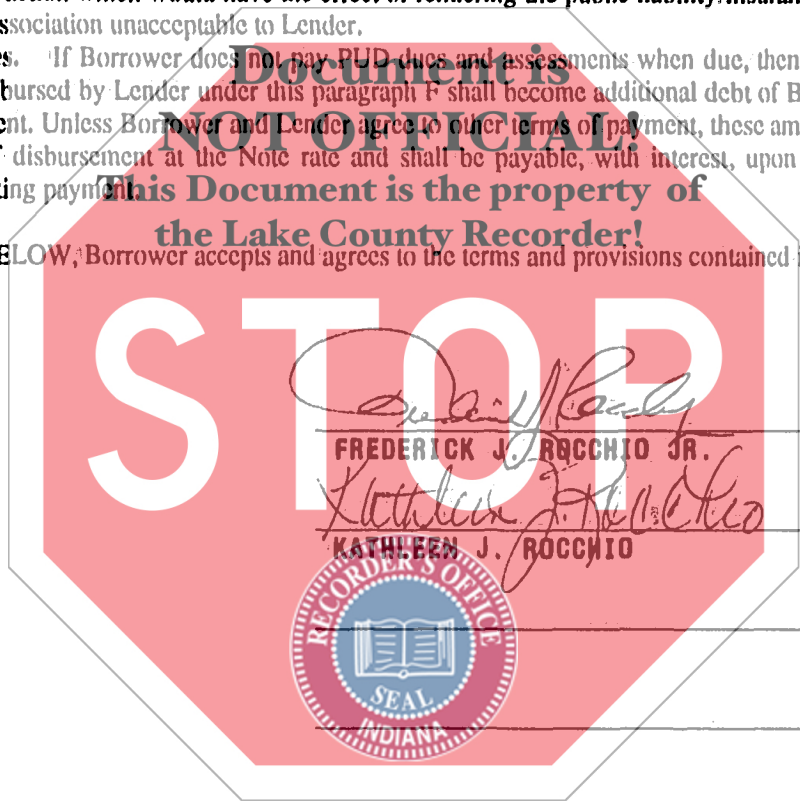 ssociation unacceptable to Lender.
s. If Borrower does not pay PUD dues and assessments when due, then
Document is
bursed by Lender under this paragraph F shall become additional debt of B
ent. Unless Borrower and Lender agree to other terms of payment, these am
NOT OFFICIAL!
disbursement at the Note rate and shall be payable, with interest, upon
ing payment.
This Document is the property of
the Lake County Recorder!
ELOW, Borrower accepts and agrees to the terms and provisions contained i
STOP
FREDERICK J. ROCCHIO JR.
Kathleen J. Rocchio
KATHLEEN J. ROCCHIO
RECORDER'S OFFICE
SEAL
INDIANA